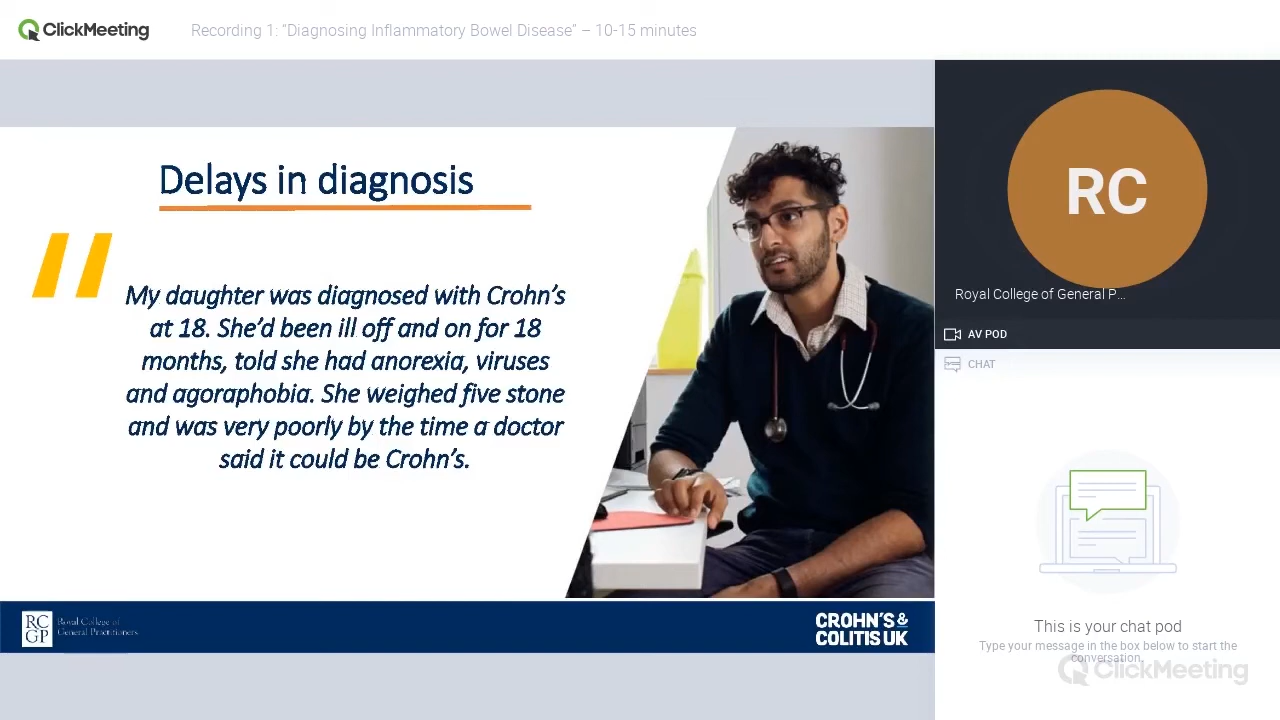 ClickMeeting
Recording 1: "Diagnosing Inflammatory Bowel Disease" – 10-15 minutes
Delays in diagnosis
"
My daughter was diagnosed with Crohn's
at 18. She'd been ill off and on for 18
months, told she had anorexia, viruses
and agoraphobia. She weighed five stone
and was very poorly by the time a doctor
said it could be Crohn's.
RC
GP
Royal College of
General Practitioners
CROHN'S &
COLITIS UK
RC
Royal College of General P...
AV POD
CHAT
This is your chat pod
Type your message in the box below to start the
conversation.
ClickMeeting